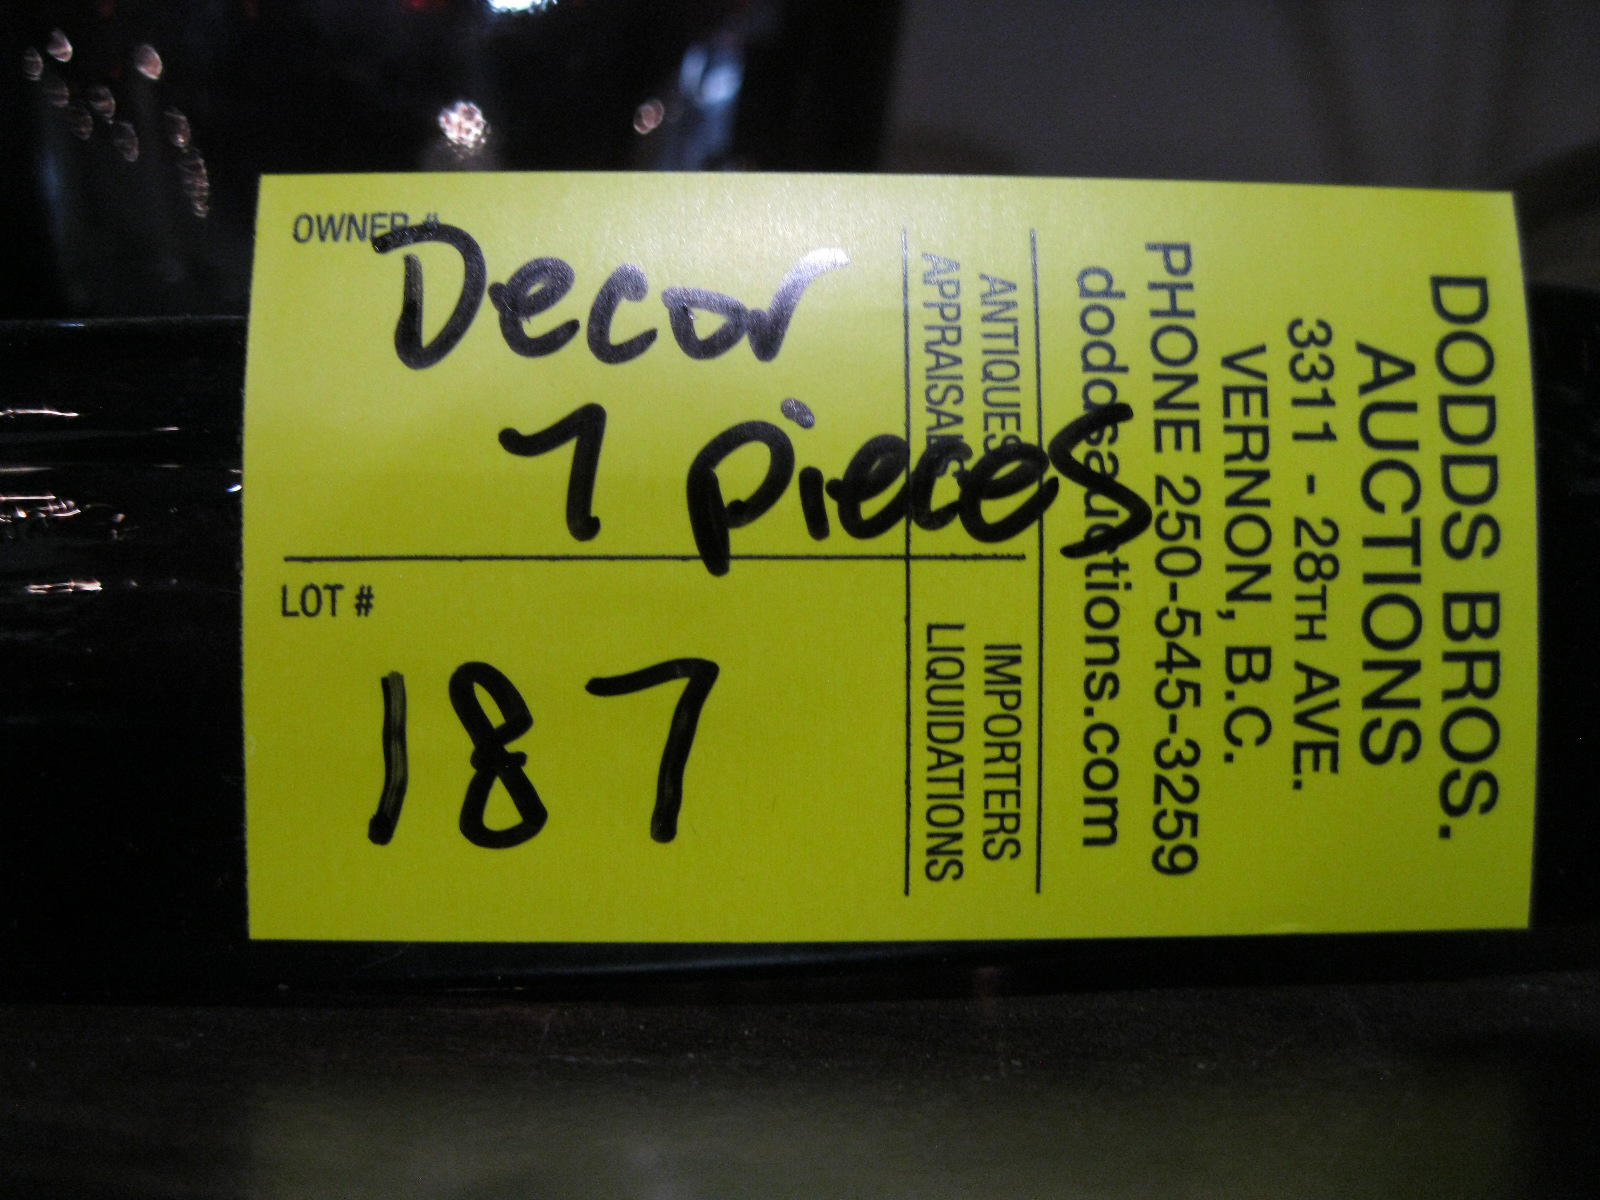 OWNER #
Decor
7 pieces
LOT #
187
DODDS BROS.
AUCTIONS
3311 - 28TH AVE.
VERNON, B.C.
PHONE 250-545-3259
doddsauctions.com
ANTIQUES IMPORTERS
APPRAISALS LIQUIDATIONS